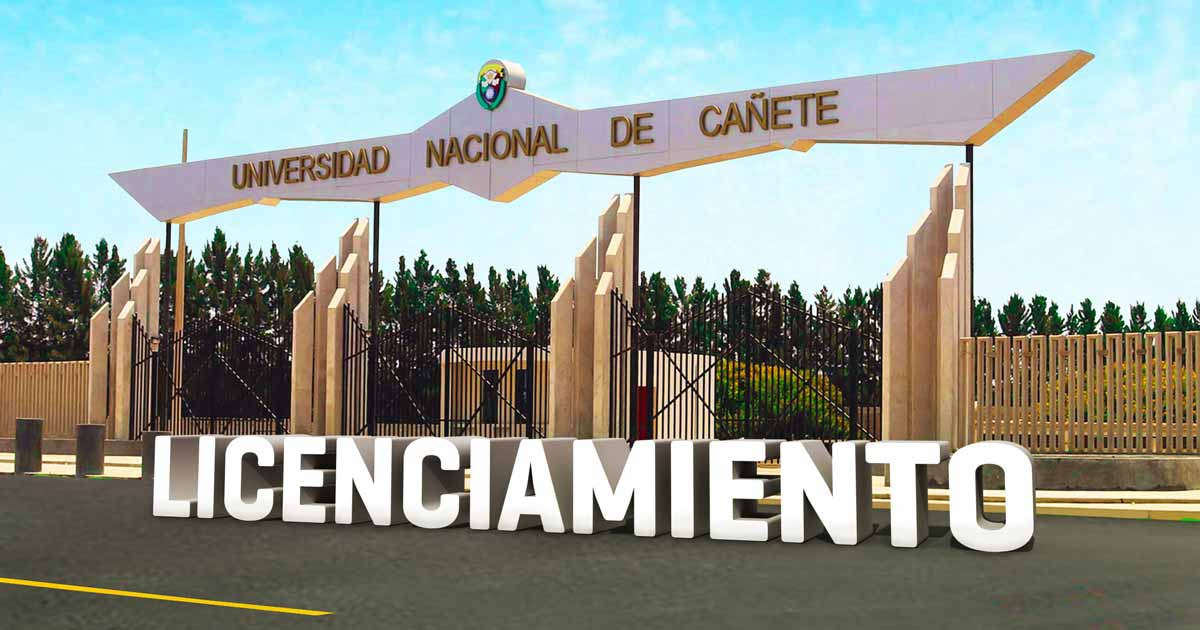 UNIVERSIDAD NACIONAL DE CAÑETE
LICENCIAMIENTO